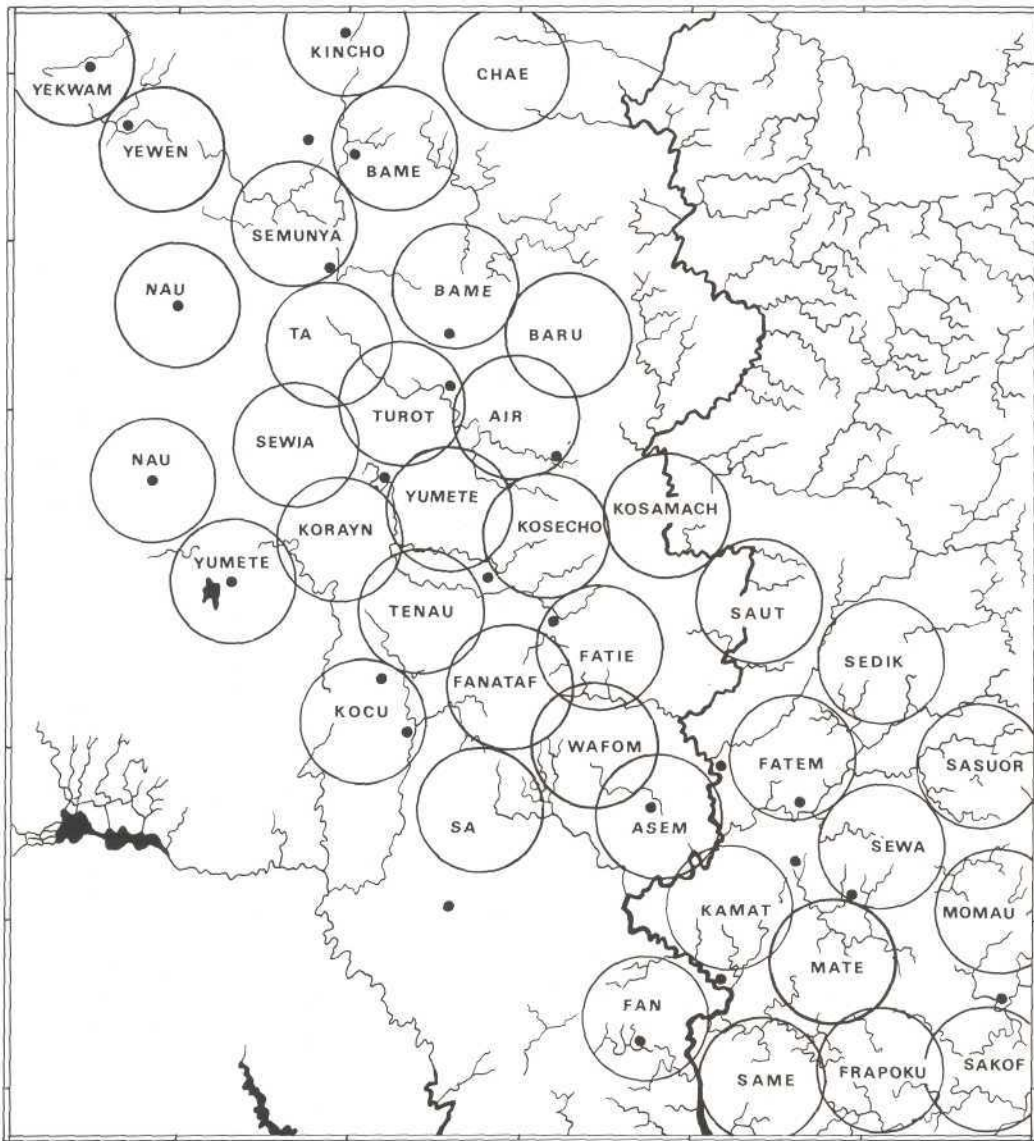 KINCHO
CHAE
YEKWAM
YEWEN
BAME
SEMUNYA
NAU
BAME
TA
BARU
TUROT
AIR
SEWIA
NAU
YUMETE
KOSAMACH
KORAYN
KOSECHO
YUMETE
TENAU
SAUT
FATIE
SEDIK
FANATAF
KOCU
WAFOM
FATEM
SASUOR
SA
ASEM
SEWA
KAMAT
MOMAU
MATE
FAN
SAME
FRAPOKU
SAKOF